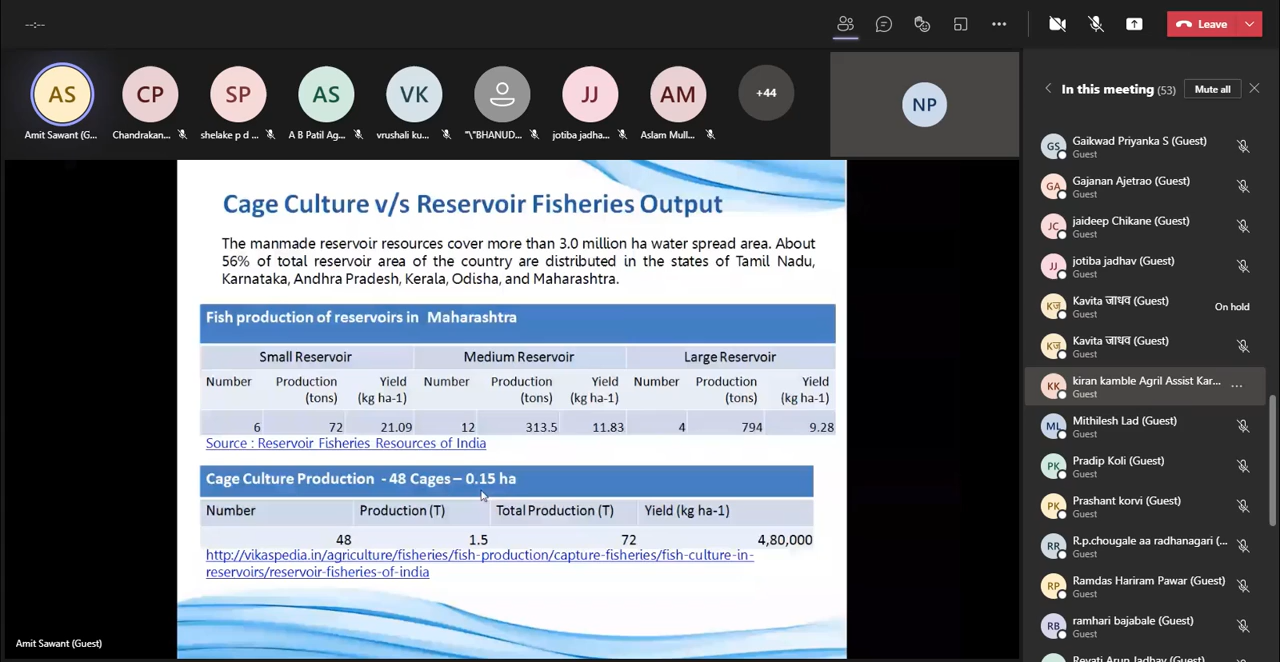 --:--
Leave
AS
CP
SP
AS
VK
JJ
AM
+44
NP
Amit Sawant (G...
Chandrakan...
shelake p d ...
A B Patil Ag...
vrushali ku...
"\"BHANUD...
jotiba jadha...
Aslam Mull...
Cage Culture v/s Reservoir Fisheries Output
The manmade reservoir resources cover more than 3.0 million ha water spread area. About
56% of total reservoir area of the country are distributed in the states of Tamil Nadu,
Karnataka, Andhra Pradesh, Kerala, Odisha, and Maharashtra.
Fish production of reservoirs in Maharashtra
Small Reservoir Medium Reservoir Large Reservoir
Number Production Yield Number Production Yield Number Production Yield
(tons) (kg ha-1) (tons) (kg ha-1) (tons) (kg ha-1)
6 72 21.09 12 313.5 11.83 4 794 9.28
Source : Reservoir Fisheries Resources of India
Cage Culture Production - 48 Cages – 0.15 ha
Number Production (T) Total Production (T) Yield (kg ha-1)
48 1.5 72 4,80,000
http://vikaspedia.in/agriculture/fisheries/fish-production/capture-fisheries/fish-culture-in-
reservoirs/reservoir-fisheries-of-india
Amit Sawant (Guest)
In this meeting (53) Mute all
GS Gaikwad Priyanka S (Guest)
Guest
GA Gajanan Ajetrao (Guest)
Guest
JC jaideep Chikane (Guest)
Guest
JJ jotiba jadhav (Guest)
Guest
Kज Kavita जाधव (Guest) On hold
Guest
Kज Kavita जाधव (Guest)
Guest
KK kiran kamble Agril Assist Kar... ...
Guest
ML Mithilesh Lad (Guest)
Guest
PK Pradip Koli (Guest)
Guest
PK Prashant korvi (Guest)
Guest
RR R.p.chougale aa radhanagari (...
Guest
RP Ramdas Hariram Pawar (Guest)
Guest
RB ramhari bajabale (Guest)
Guest
Revati Arun Jadhav (Guest)